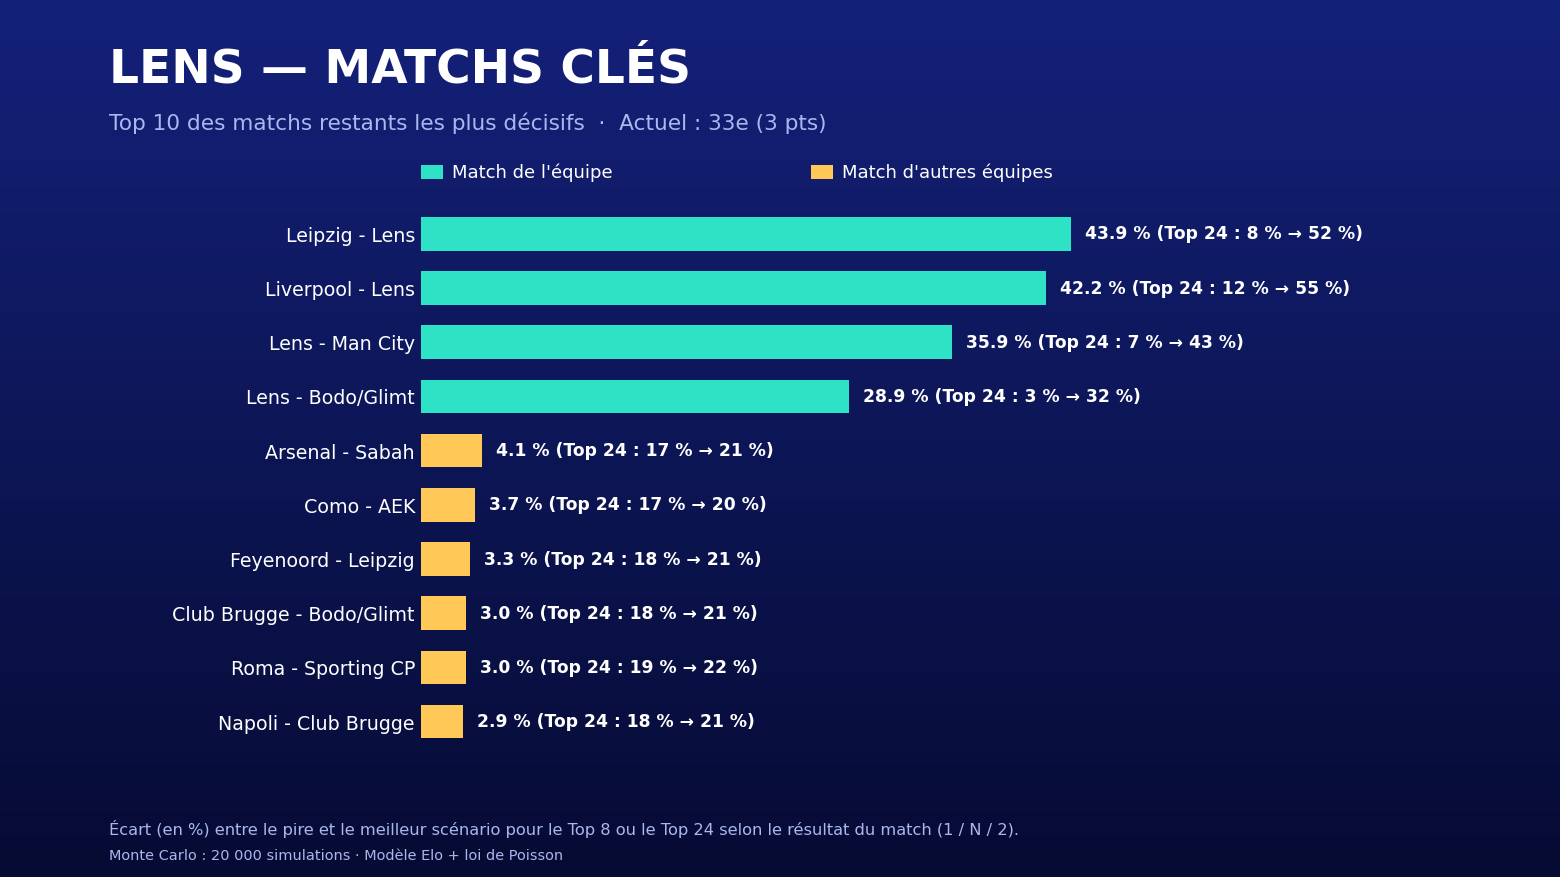 LENS — MATCHS CLÉS
Top 10 des matchs restants les plus décisifs · Actuel : 33e (3 pts)
Match de l'équipe
Match d'autres équipes
Leipzig - Lens 43.9 % (Top 24 : 8 % → 52 %)
Liverpool - Lens 42.2 % (Top 24 : 12 % → 55 %)
Lens - Man City 35.9 % (Top 24 : 7 % → 43 %)
Lens - Bodo/Glimt 28.9 % (Top 24 : 3 % → 32 %)
Arsenal - Sabah 4.1 % (Top 24 : 17 % → 21 %)
Como - AEK 3.7 % (Top 24 : 17 % → 20 %)
Feyenoord - Leipzig 3.3 % (Top 24 : 18 % → 21 %)
Club Brugge - Bodo/Glimt 3.0 % (Top 24 : 18 % → 21 %)
Roma - Sporting CP 3.0 % (Top 24 : 19 % → 22 %)
Napoli - Club Brugge 2.9 % (Top 24 : 18 % → 21 %)
Écart (en %) entre le pire et le meilleur scénario pour le Top 8 ou le Top 24 selon le résultat du match (1 / N / 2).
Monte Carlo : 20 000 simulations · Modèle Elo + loi de Poisson